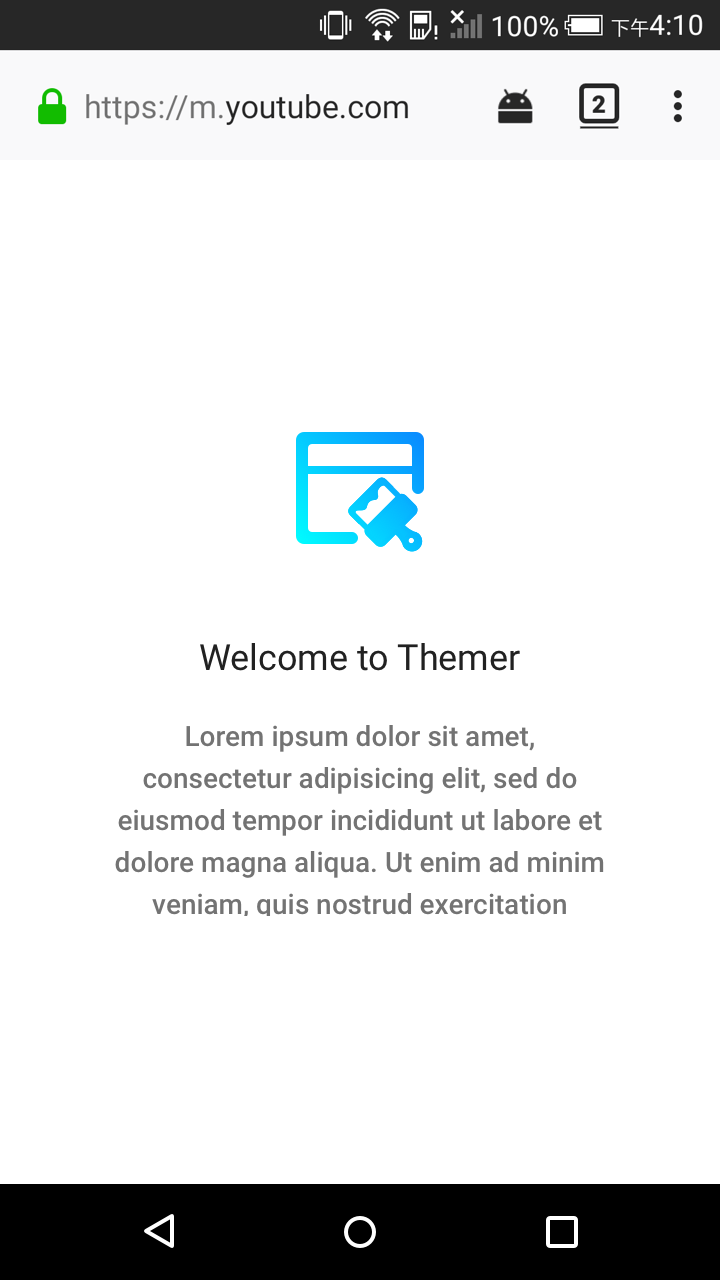 100% 下午4:10
https://m.youtube.com
2
Welcome to Themer
Lorem ipsum dolor sit amet,
consectetur adipisicing elit, sed do
eiusmod tempor incididunt ut labore et
dolore magna aliqua. Ut enim ad minim
veniam, quis nostrud exercitation